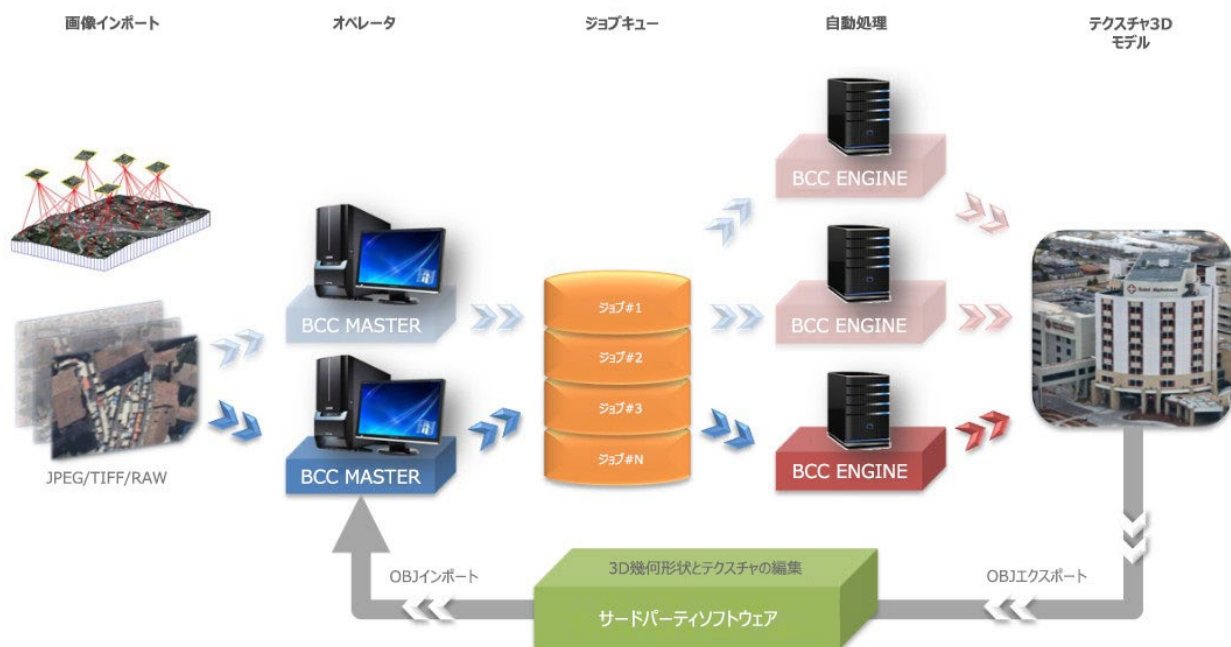 画像インポート
オペレータ
ジョブキュー
自動処理
テクスチャ3D
モデル
BCC ENGINE
BCC MASTER
ジョブ#1
BCC ENGINE
ジョブ#2
ジョブ#3
ジョブ#N
JPEG/TIFF/RAW
BCC MASTER
BCC ENGINE
OBJインポート
3D幾何形状とテクスチャの編集
サードパーティソフトウェア
OBJエクスポート